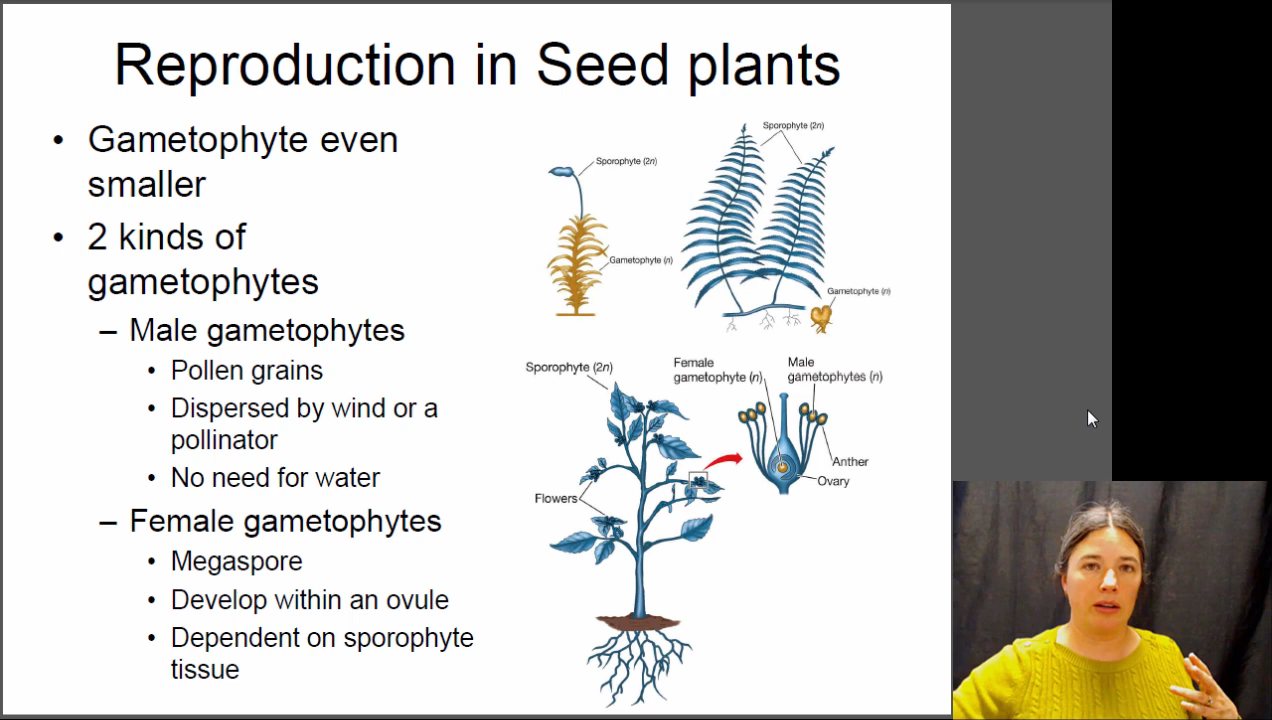 Reproduction in Seed plants
• Gametophyte even
smaller
• 2 kinds of
gametophytes
– Male gametophytes
• Pollen grains
• Dispersed by wind or a
pollinator
• No need for water
– Female gametophytes
• Megaspore
• Develop within an ovule
• Dependent on sporophyte
tissue
Sporophyte (2n)
Gametophyte (n)
Sporophyte (2n)
Gametophyte (n)
Sporophyte (2n)
Flowers
Female
gametophyte (n)
Male
gametophytes (n)
Anther
Ovary